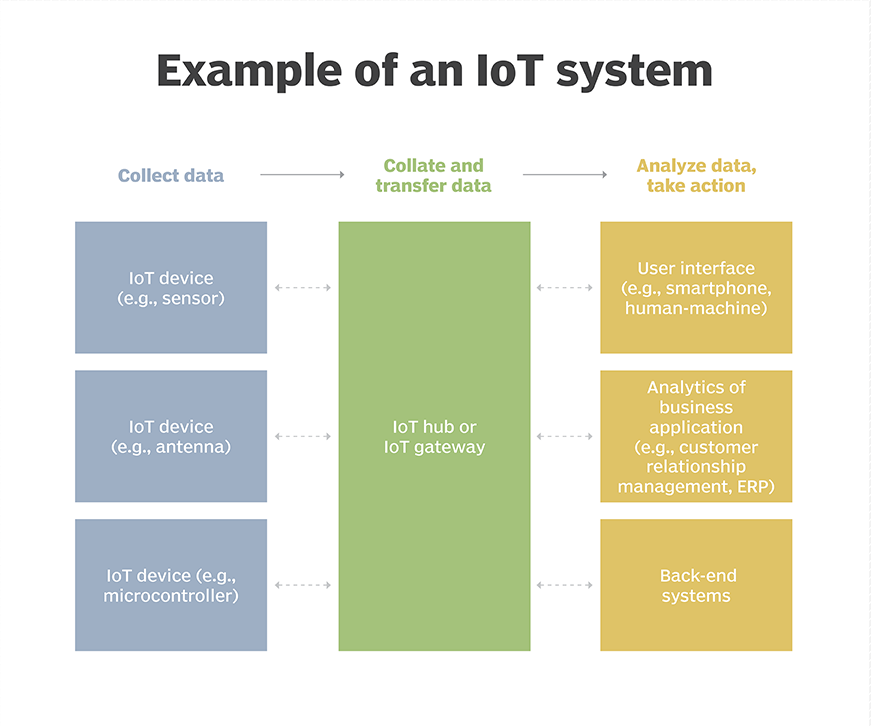 Example of an IoT system
Collect data
Collate and
transfer data
Analyze data,
take action
IoT device
(e.g., sensor)
IoT device
(e.g., antenna)
IoT device (e.g.,
microcontroller)
IoT hub or
IoT gateway
User interface
(e.g., smartphone,
human-machine)
Analytics of
business
application
(e.g., customer
relationship
management, ERP)
Back-end
systems